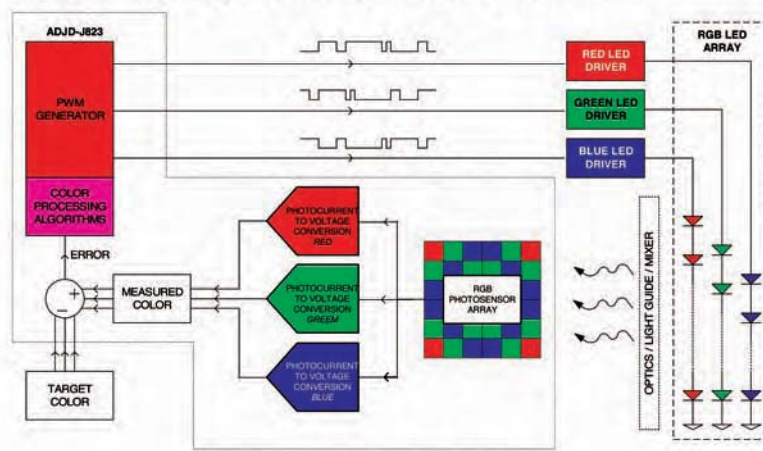 ADJD-J823
PWM
GENERATOR
COLOR
PROCESSING
ALGORITHMS
ERROR
+
−
MEASURED
COLOR
TARGET
COLOR
PHOTOCURRENT
TO VOLTAGE
CONVERSION
RED
PHOTOCURRENT
TO VOLTAGE
CONVERSION
GREEN
PHOTOCURRENT
TO VOLTAGE
CONVERSION
BLUE
RGB
PHOTOSENSOR
ARRAY
RED LED
DRIVER
GREEN LED
DRIVER
BLUE LED
DRIVER
OPTICS / LIGHT GUIDE / MIXER
RGB LED
ARRAY